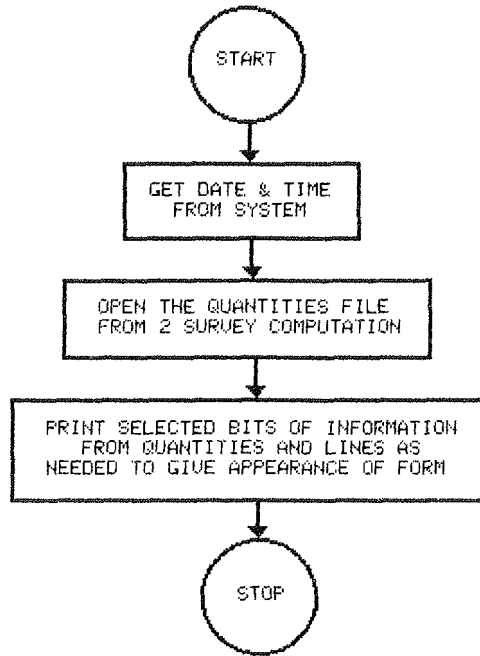 START
GET DATE & TIME
FROM SYSTEM
OPEN THE QUANTITIES FILE
FROM 2 SURVEY COMPUTATION
PRINT SELECTED BITS OF INFORMATION
FROM QUANTITIES AND LINES AS
NEEDED TO GIVE APPEARANCE OF FORM
STOP